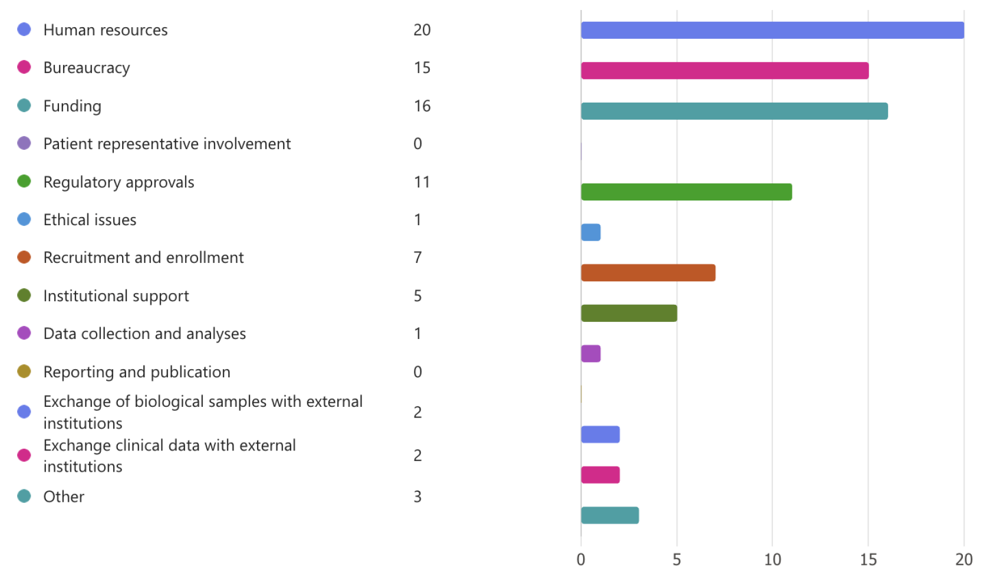 Human resources 20
Bureaucracy 15
Funding 16
Patient representative involvement 0
Regulatory approvals 11
Ethical issues 1
Recruitment and enrollment 7
Institutional support 5
Data collection and analyses 1
Reporting and publication 0
Exchange of biological samples with external
institutions 2
Exchange clinical data with external
institutions 2
Other 3
0 5 10 15 20